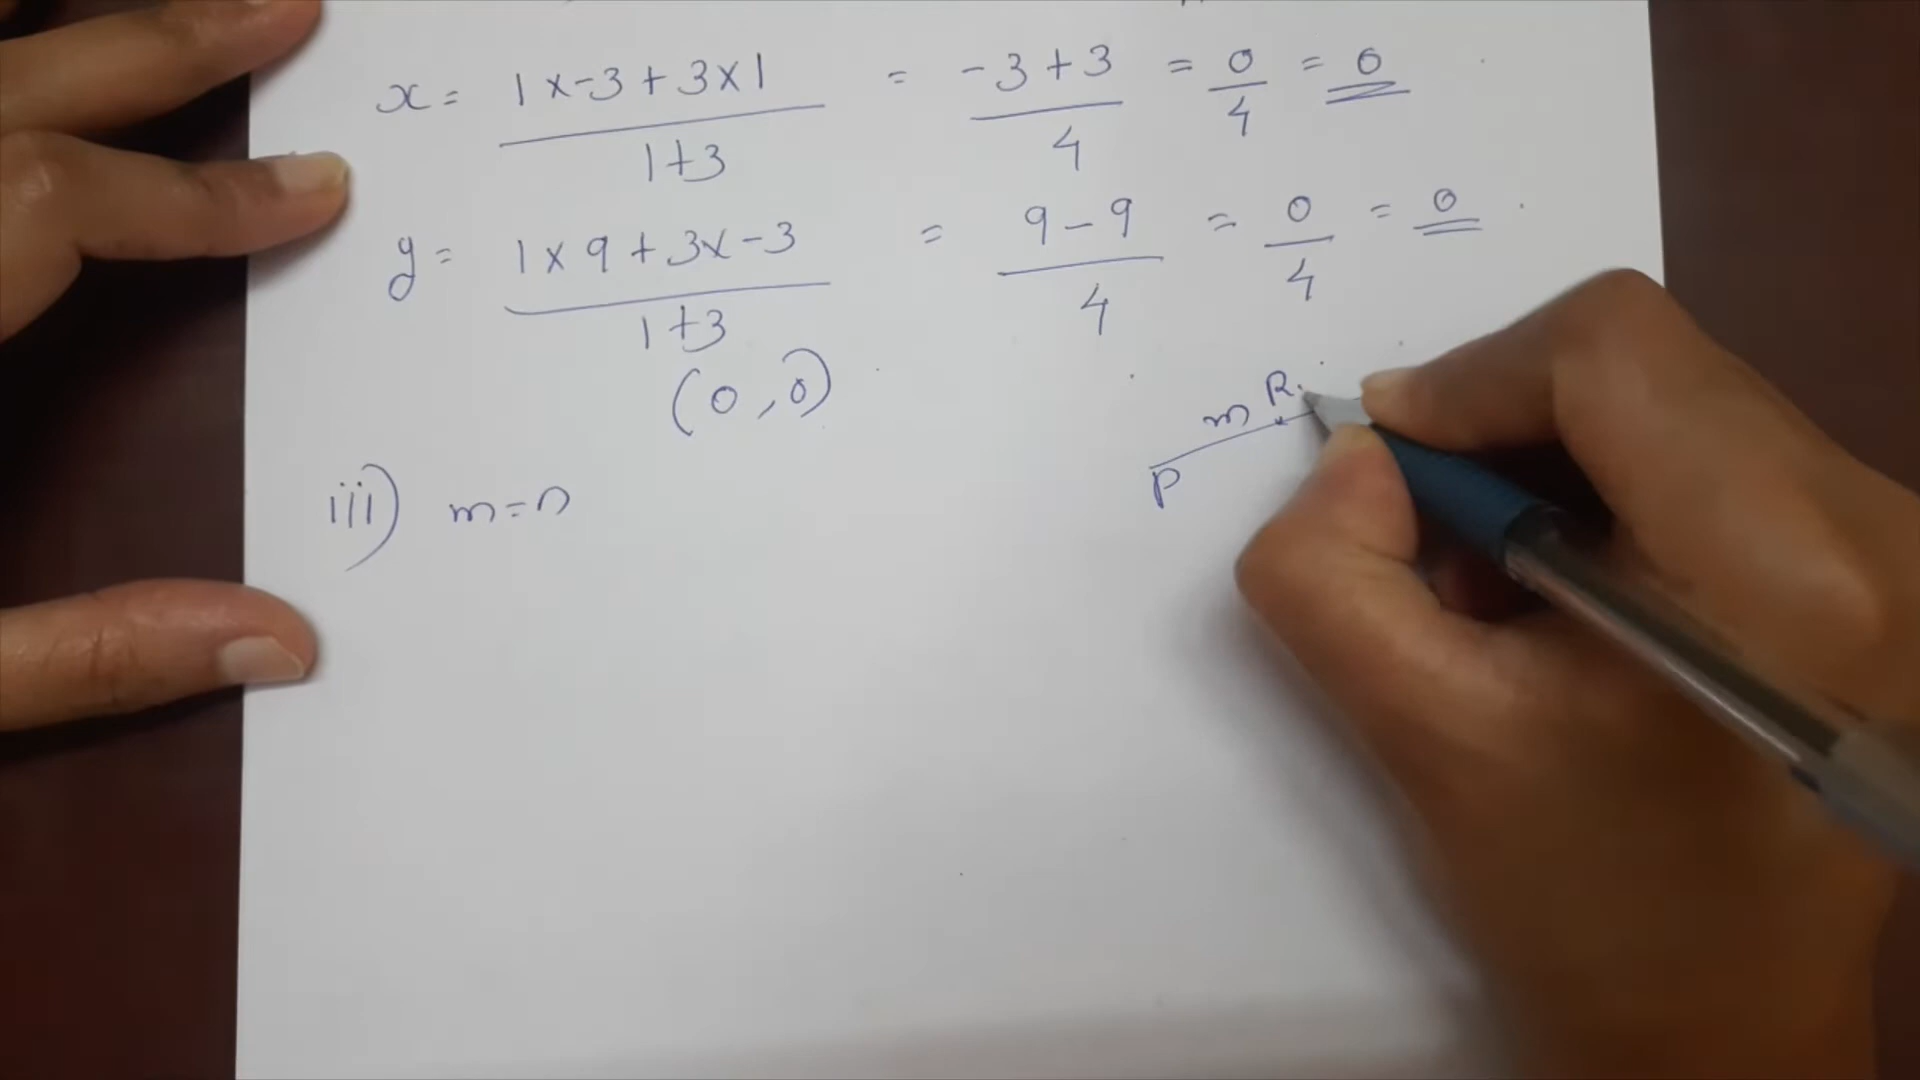 x = 1 x -3 + 3 x 1 / 1+3 = -3 + 3 / 4 = 0 / 4 = 0
y = 1 x 9 + 3 x -3 / 1+3 = 9 - 9 / 4 = 0 / 4 = 0
(0, 0)
m R
P
iii) m = n